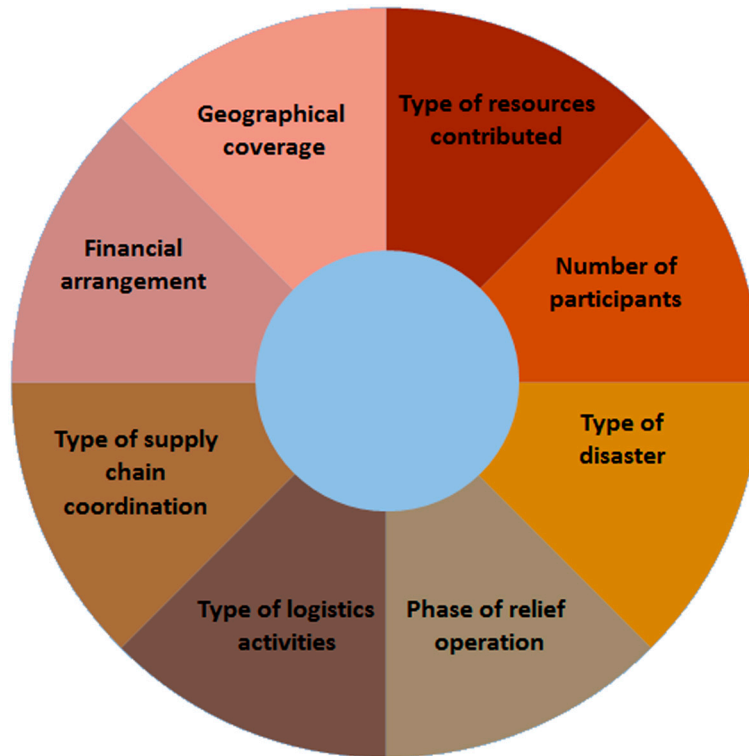 Geographical
coverage
Type of resources
contributed
Financial
arrangement
Number of
participants
Type of supply
chain
coordination
Type of
disaster
Type of logistics
activities
Phase of relief
operation